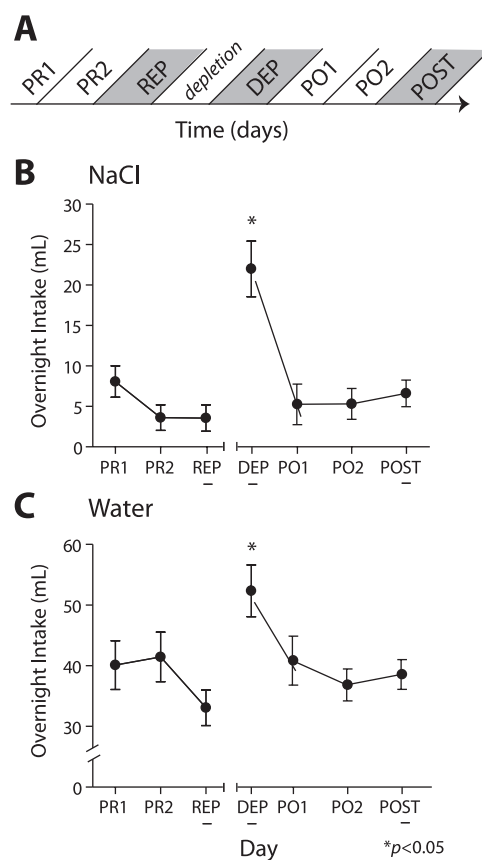 A
PR1 PR2 REP depletion DEP PO1 PO2 POST
Time (days)
B NaCl
Overnight Intake (mL)
30
25
20
15
10
5
0
*
PR1 PR2 REP DEP PO1 PO2 POST
C Water
Overnight Intake (mL)
60
50
40
30
0
*
PR1 PR2 REP DEP PO1 PO2 POST
Day
*p<0.05